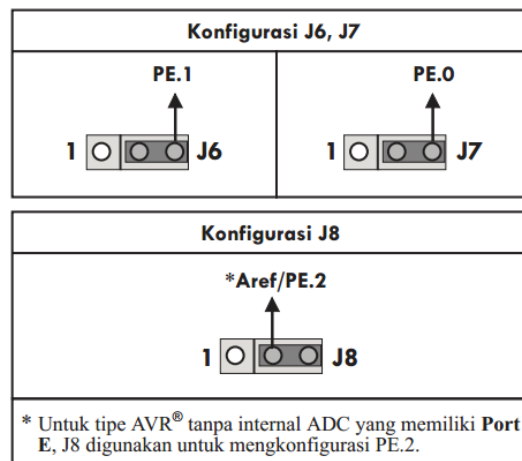 Konfigurasi J6, J7
PE.1
1 J6
PE.0
1 J7
Konfigurasi J8
*Aref/PE.2
1 J8
* Untuk tipe AVR® tanpa internal ADC yang memiliki Port
E, J8 digunakan untuk mengkonfigurasi PE.2.